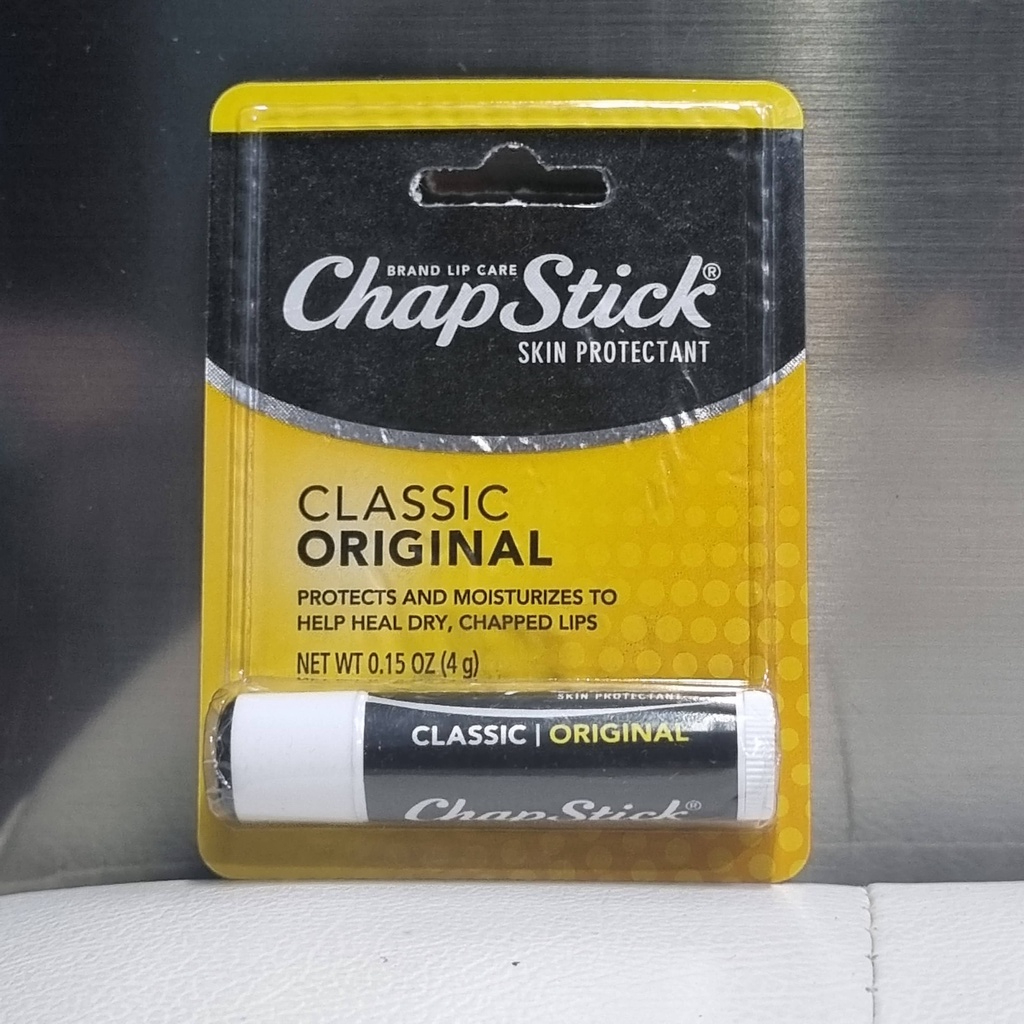 BRAND LIP CARE
ChapStick®
SKIN PROTECTANT
CLASSIC
ORIGINAL
PROTECTS AND MOISTURIZES TO
HELP HEAL DRY, CHAPPED LIPS
NET WT 0.15 OZ (4 g)
SKIN PROTECTANT
CLASSIC | ORIGINAL
ChapStick®